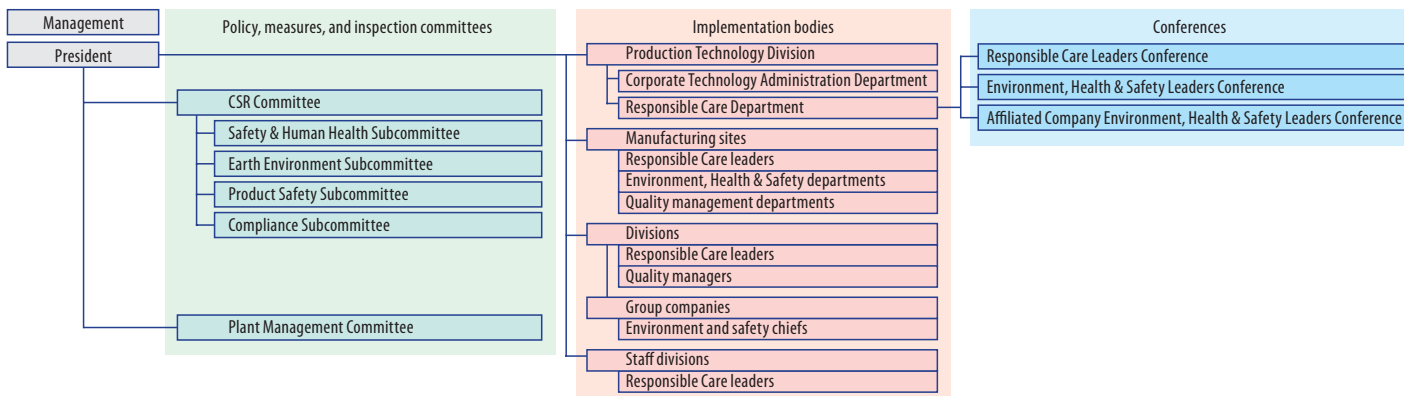 Management
President
Policy, measures, and inspection committees
CSR Committee
Safety & Human Health Subcommittee
Earth Environment Subcommittee
Product Safety Subcommittee
Compliance Subcommittee
Plant Management Committee
Implementation bodies
Production Technology Division
Corporate Technology Administration Department
Responsible Care Department
Manufacturing sites
Responsible Care leaders
Environment, Health & Safety departments
Quality management departments
Divisions
Responsible Care leaders
Quality managers
Group companies
Environment and safety chiefs
Staff divisions
Responsible Care leaders
Conferences
Responsible Care Leaders Conference
Environment, Health & Safety Leaders Conference
Affiliated Company Environment, Health & Safety Leaders Conference